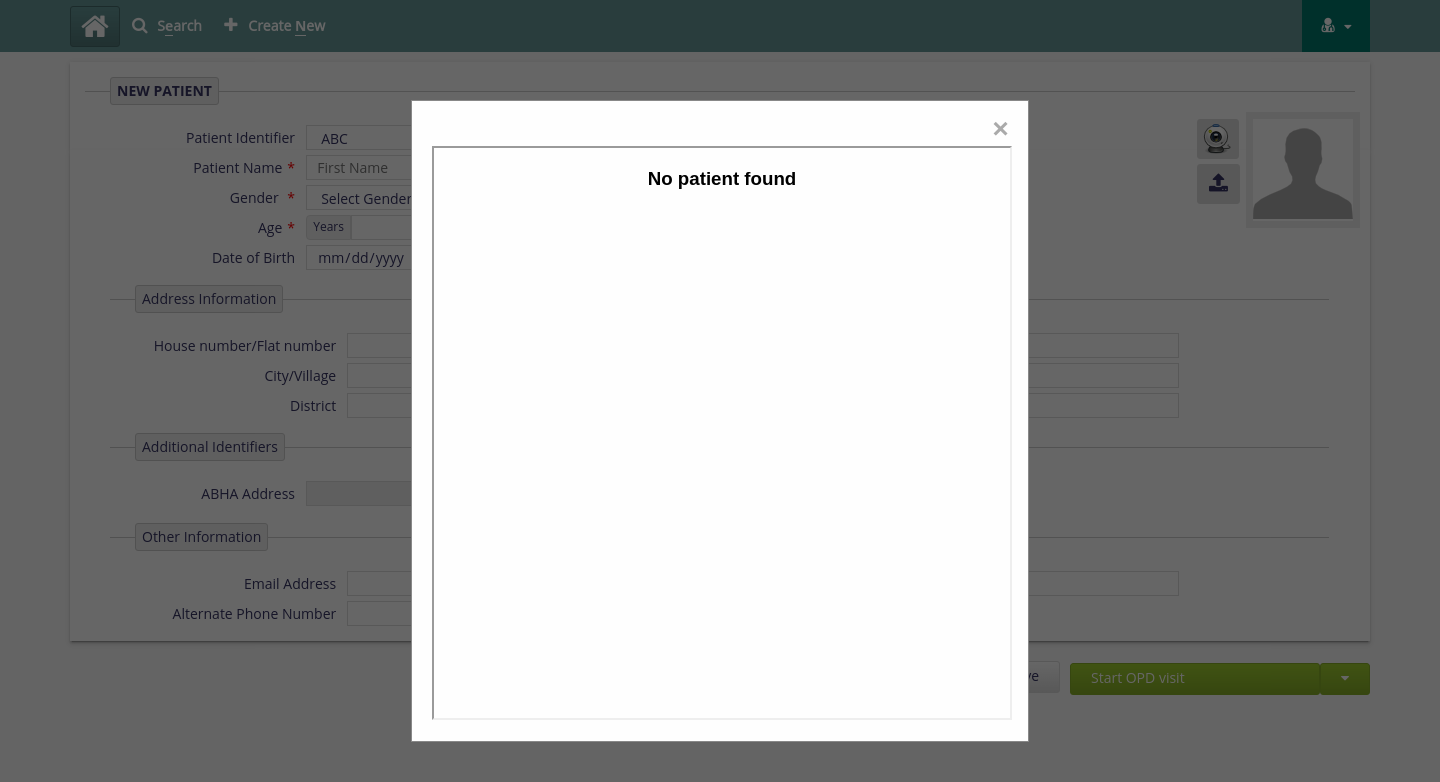 Search
Create New
NEW PATIENT
Patient Identifier
ABC
Patient Name *
First Name
Gender *
Select Gender
Age *
Years
Date of Birth
mm/dd/yyyy
Address Information
House number/Flat number
City/Village
District
Additional Identifiers
ABHA Address
Other Information
Email Address
Alternate Phone Number
×
No patient found
Start OPD visit